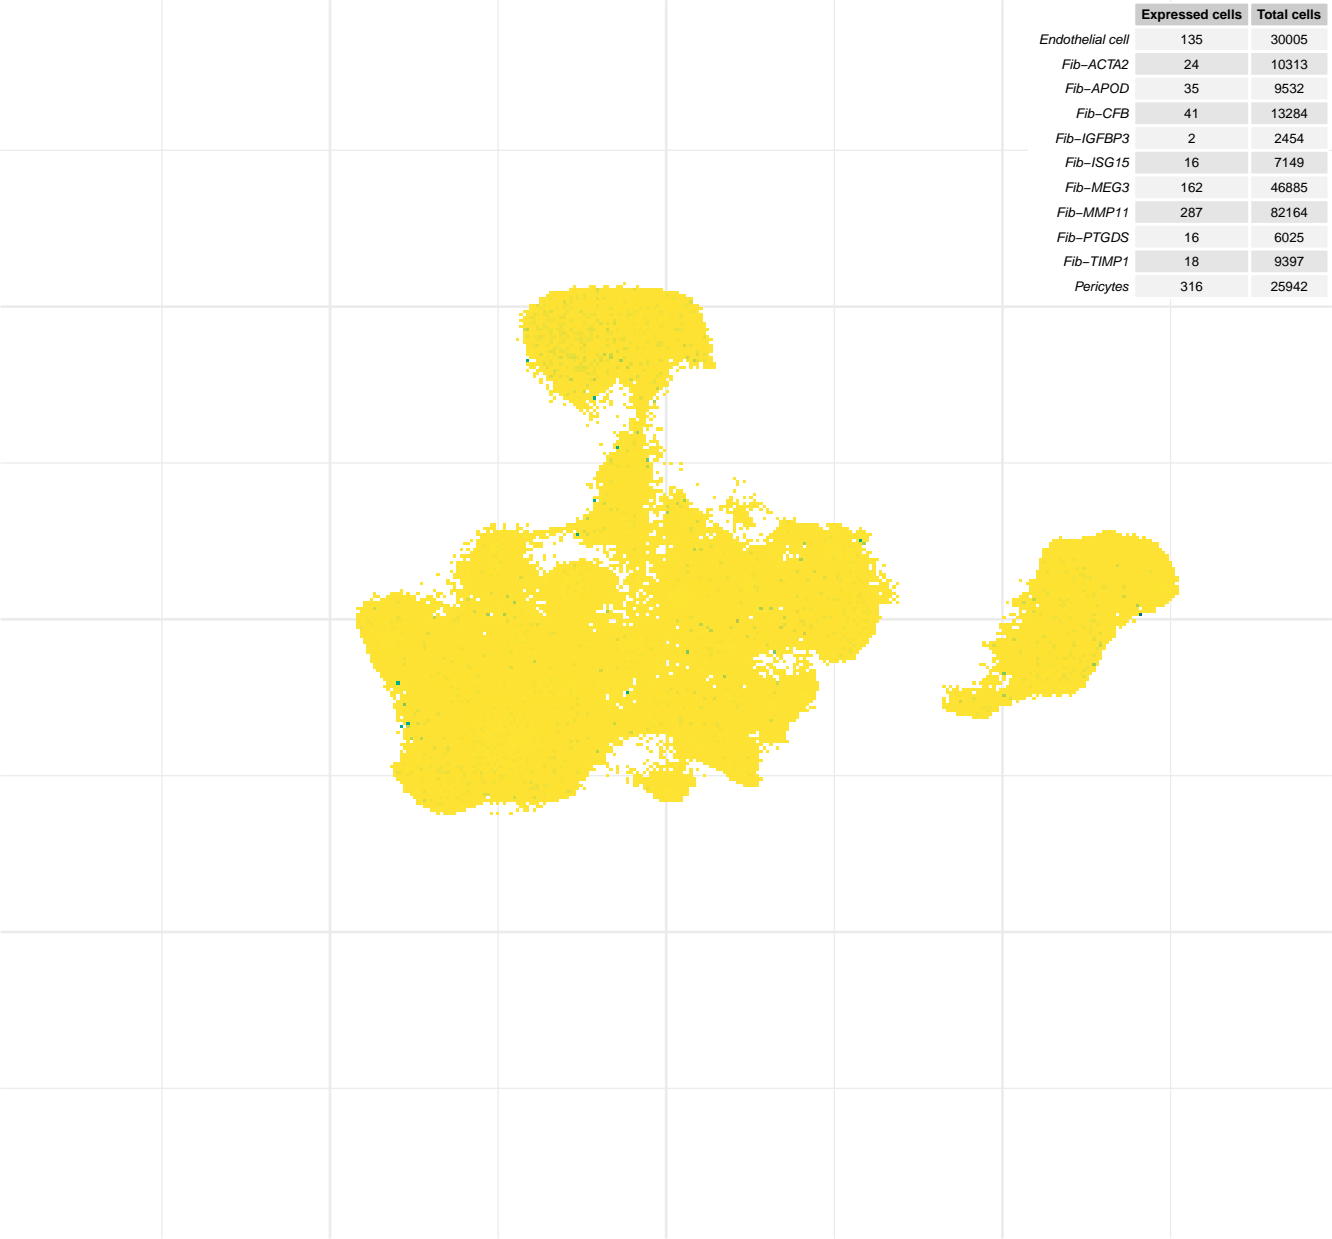 Expressed cells Total cells
Endothelial cell 135 30005
Fib−ACTA2 24 10313
Fib−APOD 35 9532
Fib−CFB 41 13284
Fib−IGFBP3 2 2454
Fib−ISG15 16 7149
Fib−MEG3 162 46885
Fib−MMP11 287 82164
Fib−PTGDS 16 6025
Fib−TIMP1 18 9397
Pericytes 316 25942